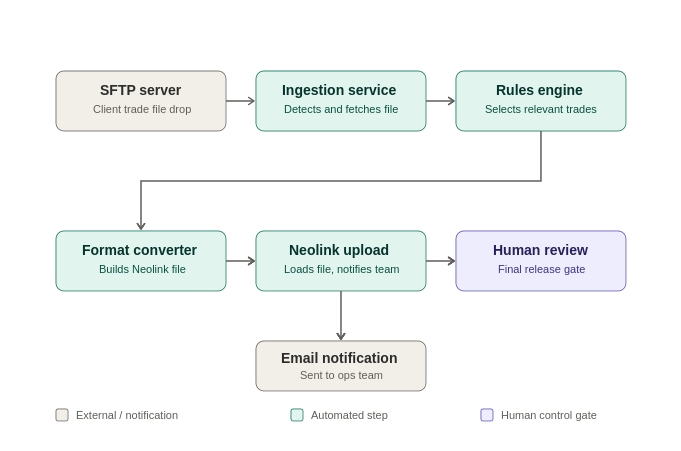 SFTP server
Client trade file drop
Ingestion service
Detects and fetches file
Rules engine
Selects relevant trades
Format converter
Builds Neolink file
Neolink upload
Loads file, notifies team
Human review
Final release gate
Email notification
Sent to ops team
External / notification
Automated step
Human control gate